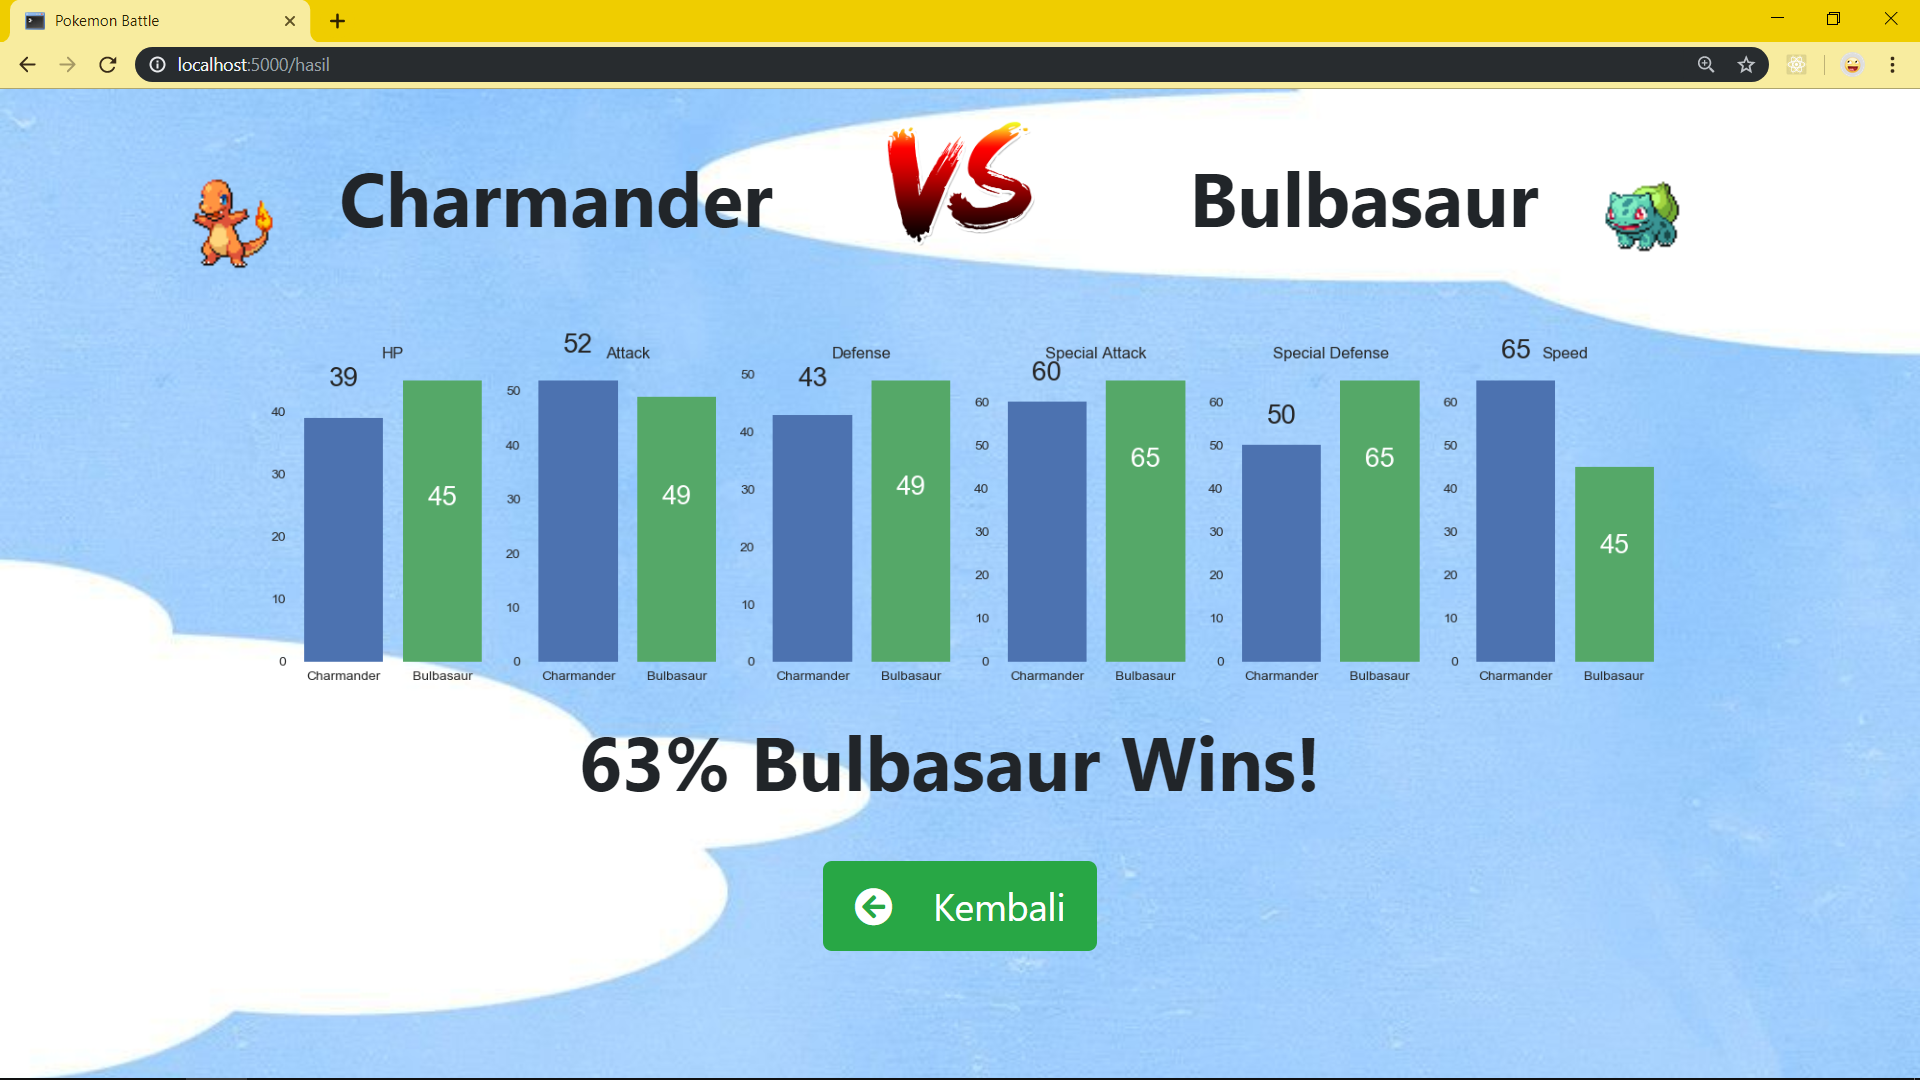 Pokemon Battle
localhost:5000/hasil
VS
Charmander
Bulbasaur
HP
39
45
40
30
20
10
0
Charmander Bulbasaur
52 Attack
49
50
40
30
20
10
0
Charmander Bulbasaur
Defense
43
49
50
40
30
20
10
0
Charmander Bulbasaur
Special Attack
60
65
60
50
40
30
20
10
0
Charmander Bulbasaur
Special Defense
50
65
60
50
40
30
20
10
0
Charmander Bulbasaur
65 Speed
45
60
50
40
30
20
10
0
Charmander Bulbasaur
63% Bulbasaur Wins!
Kembali